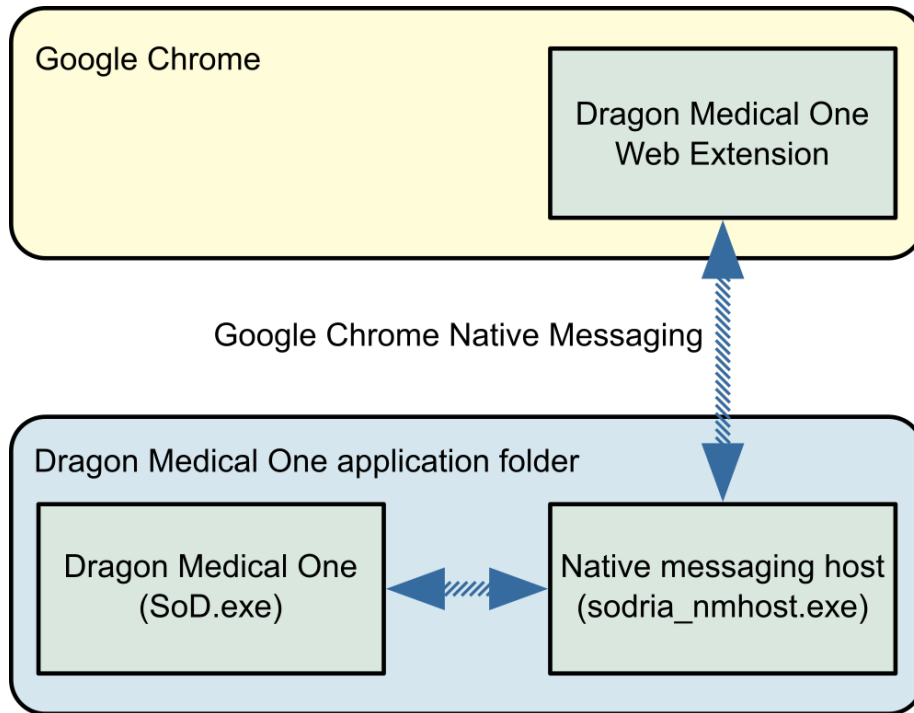 Google Chrome
Dragon Medical One
Web Extension
Google Chrome Native Messaging
Dragon Medical One application folder
Dragon Medical One
(SoD.exe)
Native messaging host
(sodria_nmhost.exe)